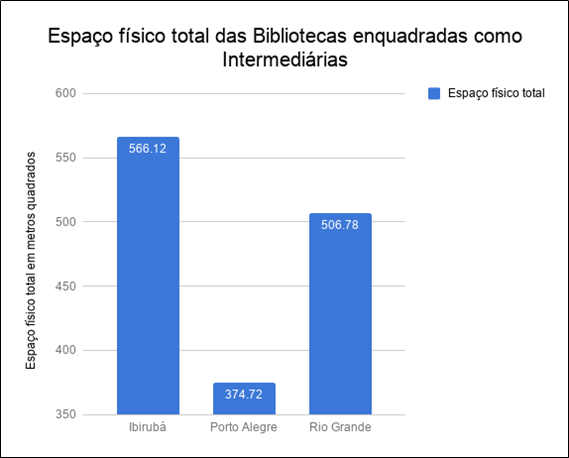 Espaço físico total das Bibliotecas enquadradas como
Intermediárias
Espaço físico total
Espaço físico total em metros quadrados
600
550
500
450
400
350
566.12
374.72
506.78
Ibirubá
Porto Alegre
Rio Grande